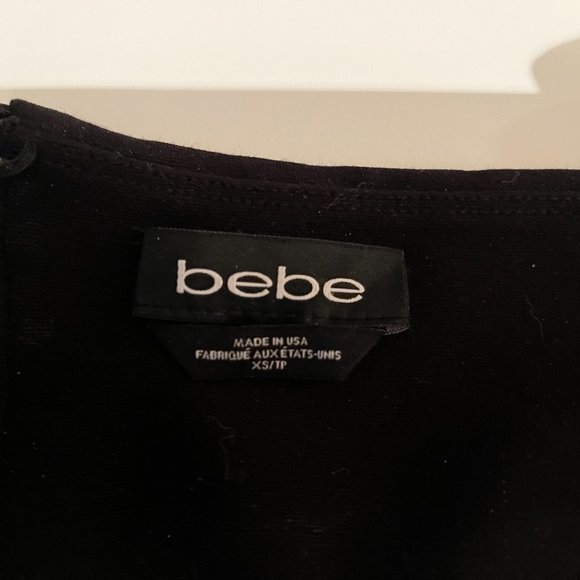 bebe
MADE IN USA
FABRIQUÉ AUX ÉTATS-UNIS
XS/TP